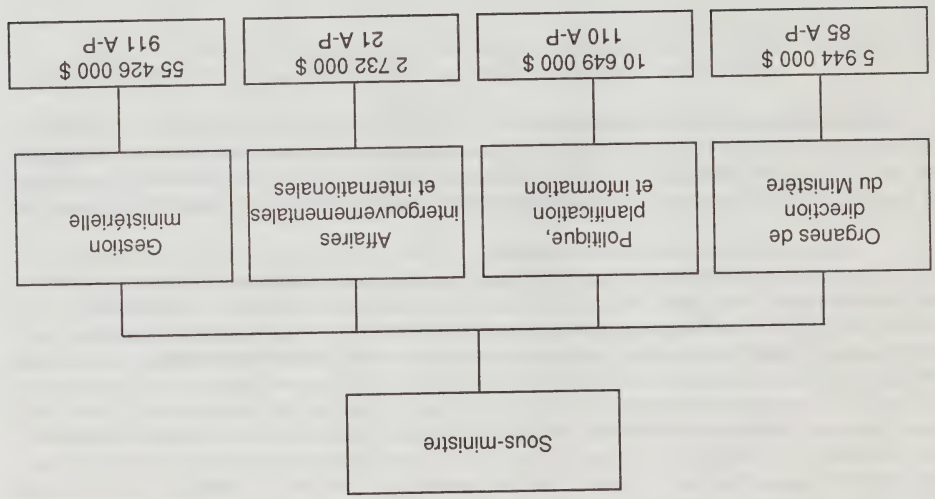 Sous-ministre
Organes de
direction
du Ministère
Politique,
planification
et information
Affaires
intergouvernementales
et internationales
Gestion
ministérielle
5 944 000 $
85 A-P
10 649 000 $
110 A-P
2 732 000 $
21 A-P
55 426 000 $
911 A-P